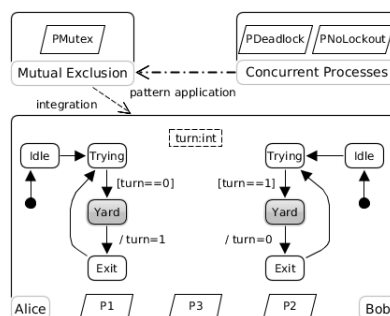 PMutex
PDeadlock PNoLockout
Mutual Exclusion
Concurrent Processes
pattern application
integration
turn:int
Idle
Trying
Trying
Idle
[turn==0]
[turn==1]
Yard
Yard
/ turn=1
/ turn=0
Exit
Exit
Alice
P1
P3
P2
Bob